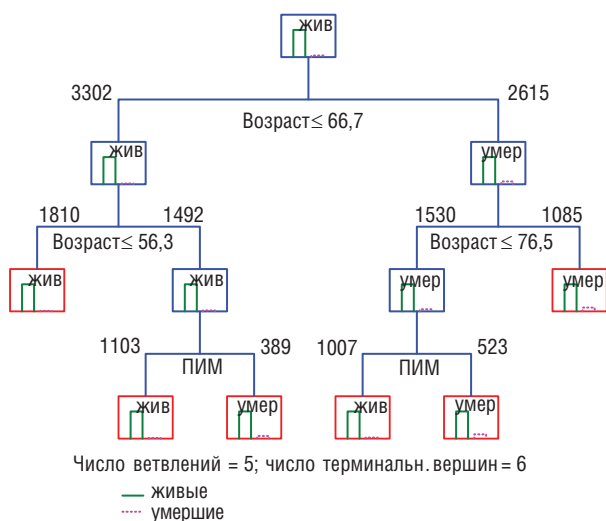 жив
3302 2615
Возраст ≤ 66,7
жив умер
1810 1492 1530 1085
Возраст ≤ 56,3 Возраст ≤ 76,5
жив жив умер умер
1103 389 1007 523
ПИМ ПИМ
жив умер жив умер
Число ветвлений = 5; число терминальн. вершин = 6
живые
умершие